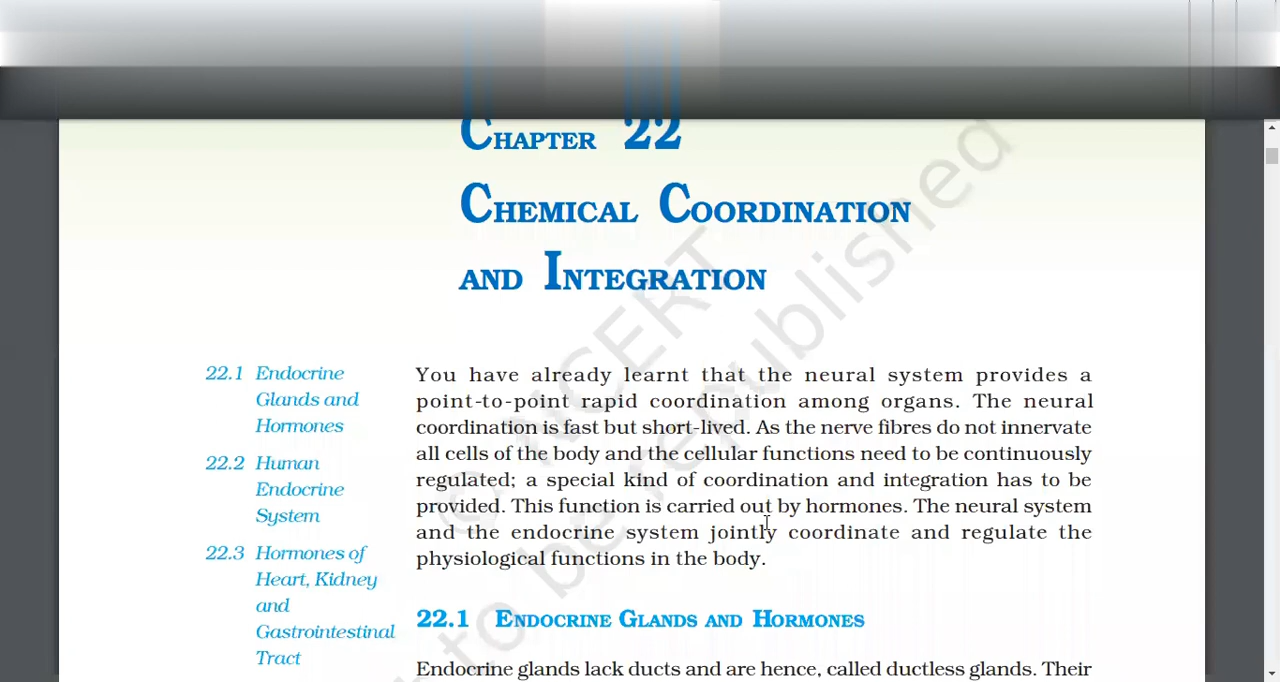 CHAPTER 22
CHEMICAL COORDINATION
AND INTEGRATION
22.1 Endocrine
Glands and
Hormones
22.2 Human
Endocrine
System
22.3 Hormones of
Heart, Kidney
and
Gastrointestinal
Tract
You have already learnt that the neural system provides a
point-to-point rapid coordination among organs. The neural
coordination is fast but short-lived. As the nerve fibres do not innervate
all cells of the body and the cellular functions need to be continuously
regulated; a special kind of coordination and integration has to be
provided. This function is carried out by hormones. The neural system
and the endocrine system jointly coordinate and regulate the
physiological functions in the body.
22.1 ENDOCRINE GLANDS AND HORMONES
Endocrine glands lack ducts and are hence, called ductless glands. Their
© NCERT
to be republished